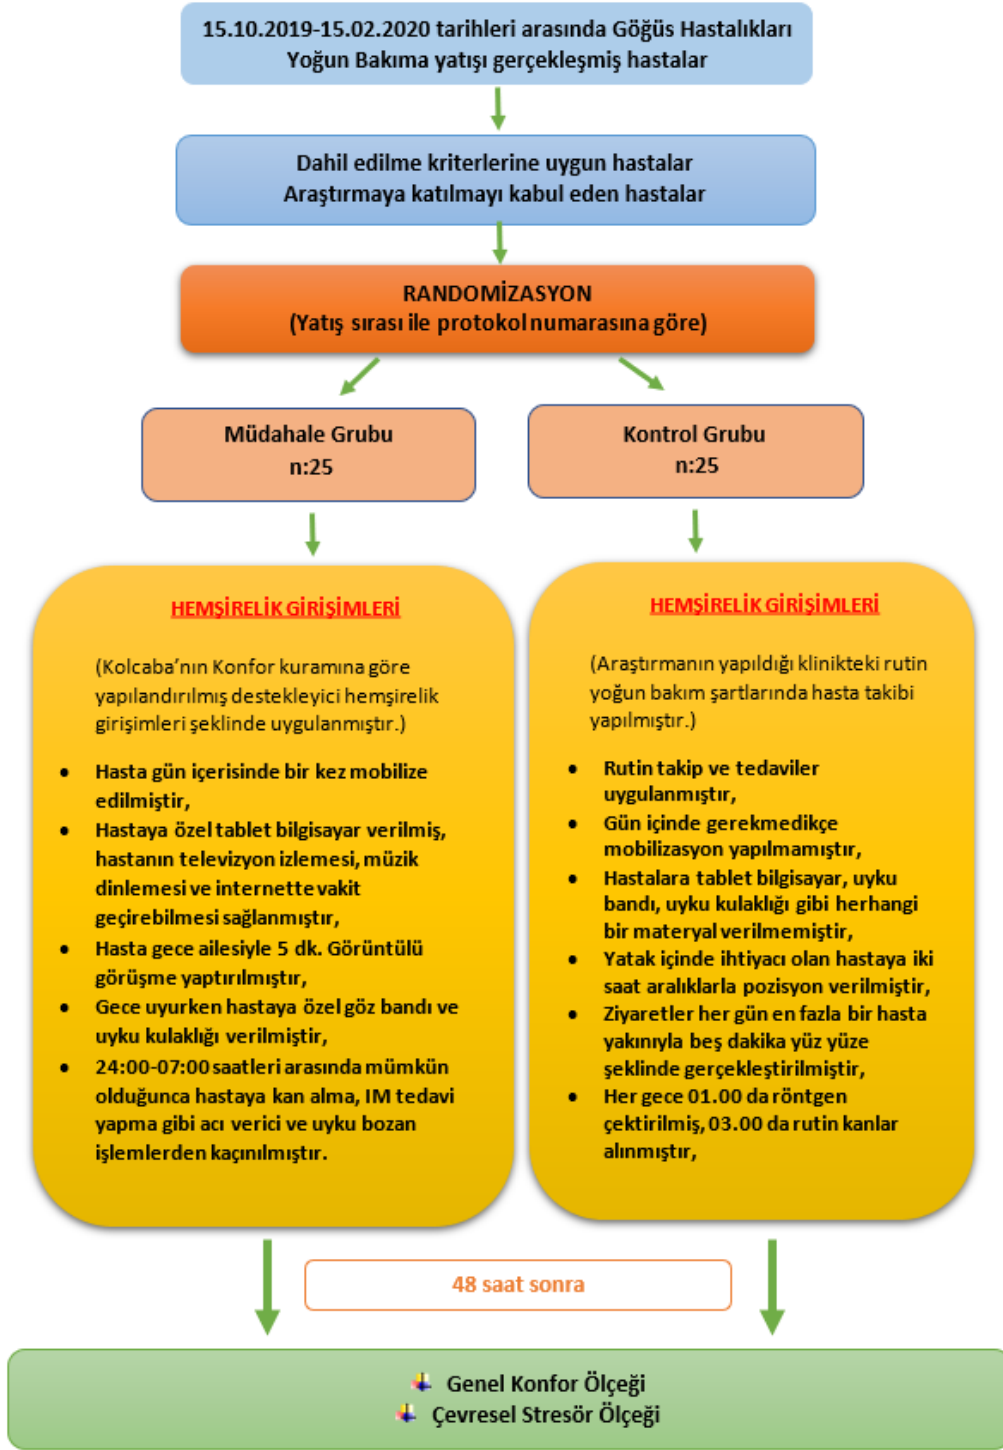 15.10.2019-15.02.2020 tarihleri arasında Göğüs Hastalıkları
Yoğun Bakıma yatışı gerçekleşmiş hastalar
Dahil edilme kriterlerine uygun hastalar
Araştırmaya katılmayı kabul eden hastalar
RANDOMİZASYON
(Yatış sırası ile protokol numarasına göre)
Müdahale Grubu
n:25
Kontrol Grubu
n:25
HEMŞİRELİK GİRİŞİMLERİ
(Kolcaba’nın Konfor kuramına göre
yapılandırılmış destekleyici hemşirelik
girişimleri şeklinde uygulanmıştır.)
• Hasta gün içerisinde bir kez mobilize
edilmiştir,
• Hastaya özel tablet bilgisayar verilmiş,
hastanın televizyon izlemesi, müzik
dinlemesi ve internette vakit
geçirebilmesi sağlanmıştır,
• Hasta gece ailesiyle 5 dk. Görüntülü
görüşme yaptırılmıştır,
• Gece uyurken hastaya özel göz bandı ve
uyku kulaklığı verilmiştir,
• 24:00-07:00 saatleri arasında mümkün
olduğunca hastaya kan alma, IM tedavi
yapma gibi acı verici ve uyku bozan
işlemlerden kaçınılmıştır.
HEMŞİRELİK GİRİŞİMLERİ
(Araştırmanın yapıldığı klinikteki rutin
yoğun bakım şartlarında hasta takibi
yapılmıştır.)
• Rutin takip ve tedaviler
uygulanmıştır,
• Gün içinde gerekmedikçe
mobilizasyon yapılmamıştır,
• Hastalara tablet bilgisayar, uyku
bandı, uyku kulaklığı gibi herhangi
bir materyal verilmemiştir,
• Yatak içinde ihtiyacı olan hastaya iki
saat aralıklarla pozisyon verilmiştir,
• Ziyaretler her gün en fazla bir hasta
yakınıyla beş dakika yüz yüze
şeklinde gerçekleştirilmiştir,
• Her gece 01.00 da röntgen
çektirilmiş, 03.00 da rutin kanlar
alınmıştır,
48 saat sonra
Genel Konfor Ölçeği
Çevresel Stresör Ölçeği